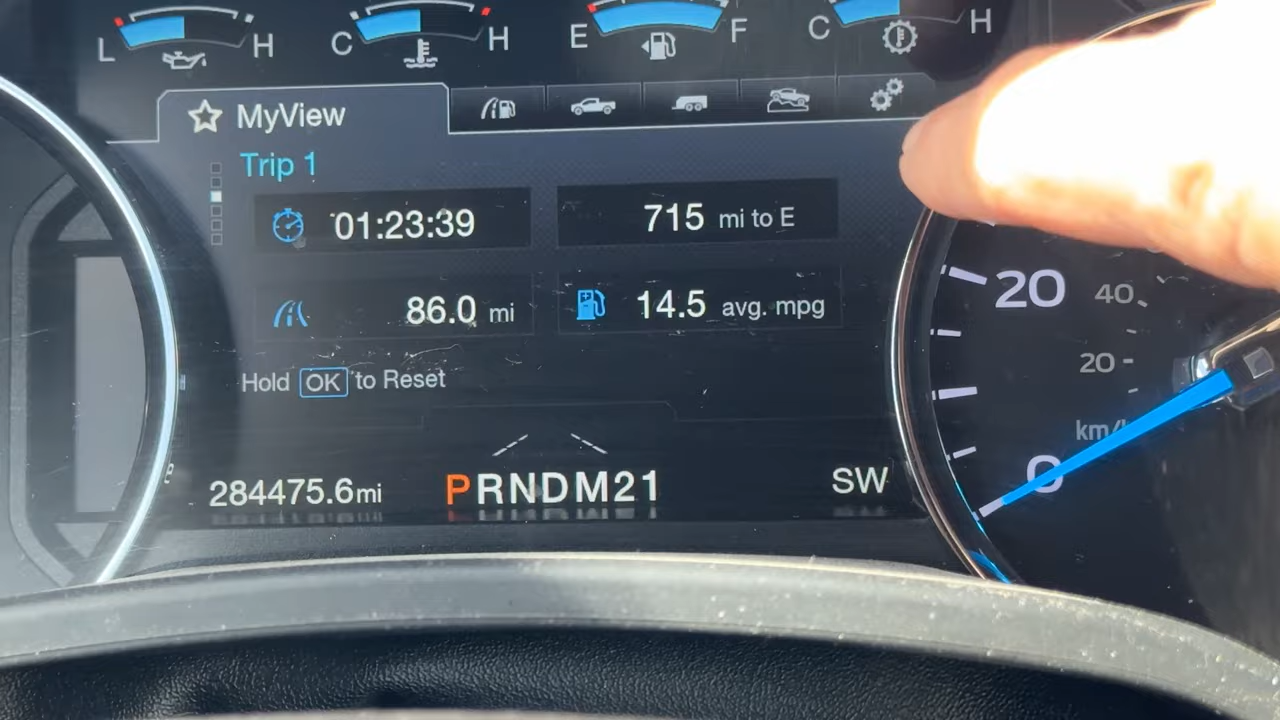 L H C H E F C H
MyView
Trip 1
01:23:39 715 mi to E
86.0 mi 14.5 avg. mpg
Hold OK to Reset
284475.6mi PRNDM21 SW
20 40
20
km/
0